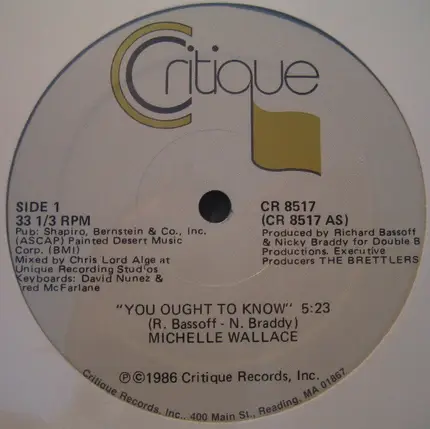 Critique
SIDE 1
33 1/3 RPM
Pub: Shapiro, Bernstein & Co., Inc.
(ASCAP) Painted Desert Music
Corp. (BMI)
Mixed by Chris Lord Alge at
Unique Recording Studios
Keyboards: David Nunez &
Fred McFarlane
CR 8517
(CR 8517 AS)
Produced by Richard Bassoff
& Nicky Braddy for Double B
Productions. Executive
Producers THE BRETTLERS
"YOU OUGHT TO KNOW" 5:23
(R. Bassoff - N. Braddy)
MICHELLE WALLACE
Ⓟ©1986 Critique Records, Inc.
Critique Records, Inc., 400 Main St., Reading, MA 01867